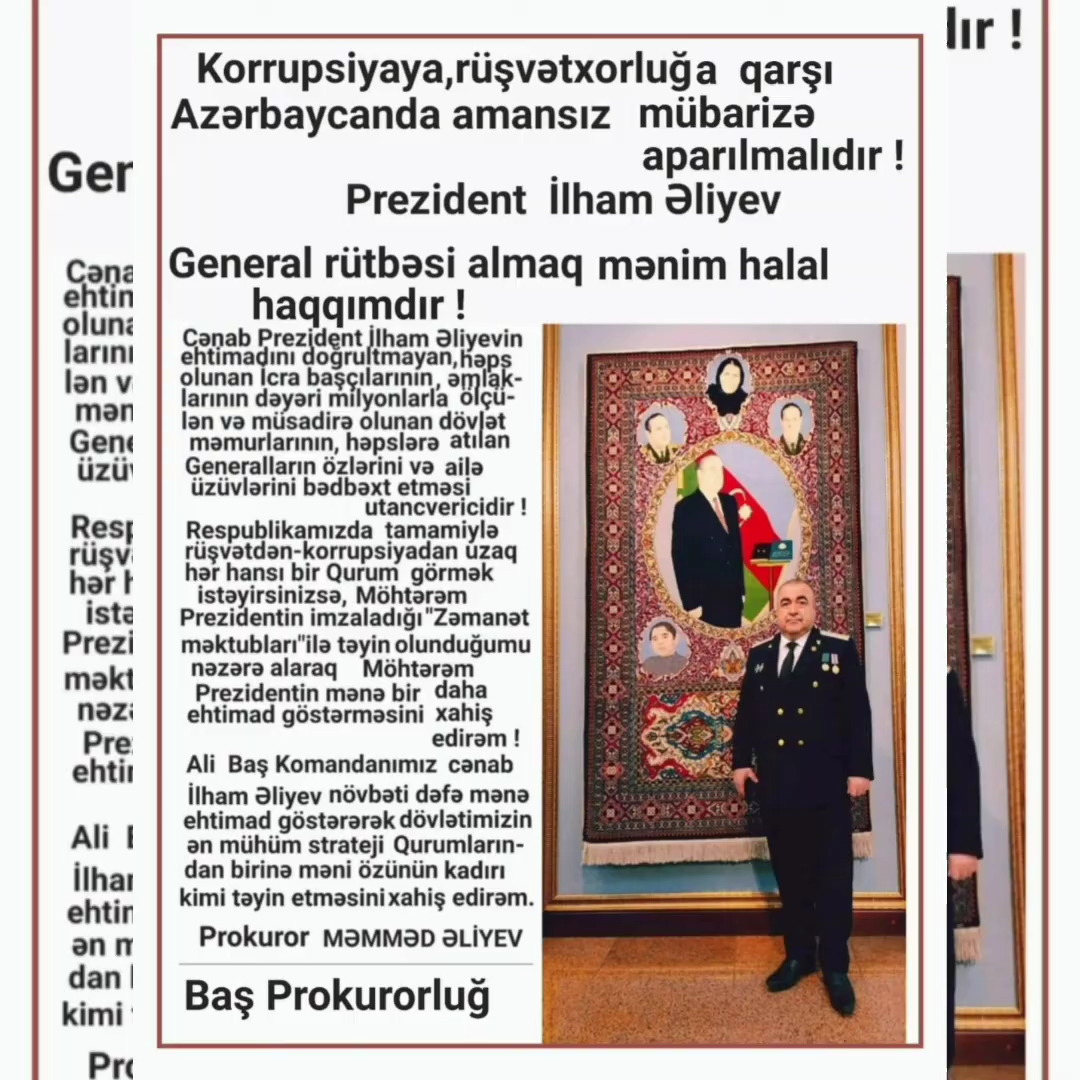 Korrupsiyaya,rüşvətxorluğa qarşı
Azərbaycanda amansız mübarizə
aparılmalıdır !
Prezident İlham Əliyev
General rütbəsi almaq mənim halal
haqqımdır !
Cənab Prezident İlham Əliyevin
ehtimadını doğrultmayan,həps
olunan Icra başçılarının, əmlak-
larının dəyəri milyonlarla ölçü-
lən və müsadirə olunan dövlət
məmurlarının, həpslərə atılan
Generalların özlərini və ailə
üzüvlərini bədbəxt etməsi
utancvericidir !
Respublikamızda tamamiylə
rüşvətdən-korrupsiyadan uzaq
hər hansı bir Qurum görmək
istəyirsinizsə, Möhtərəm
Prezidentin imzaladığı "Zəmanət
məktubları"ilə təyin olunduğumu
nəzərə alaraq Möhtərəm
Prezidentin mənə bir daha
ehtimad göstərməsini xahiş
edirəm !
Ali Baş Komandanımız cənab
İlham Əliyev növbəti dəfə mənə
ehtimad göstərərək dövlətimizin
ən mühüm strateji Qurumların-
dan birinə məni özünün kadırı
kimi təyin etməsini xahiş edirəm.
Prokuror MƏMMƏD ƏLİYEV
Baş Prokurorluğ